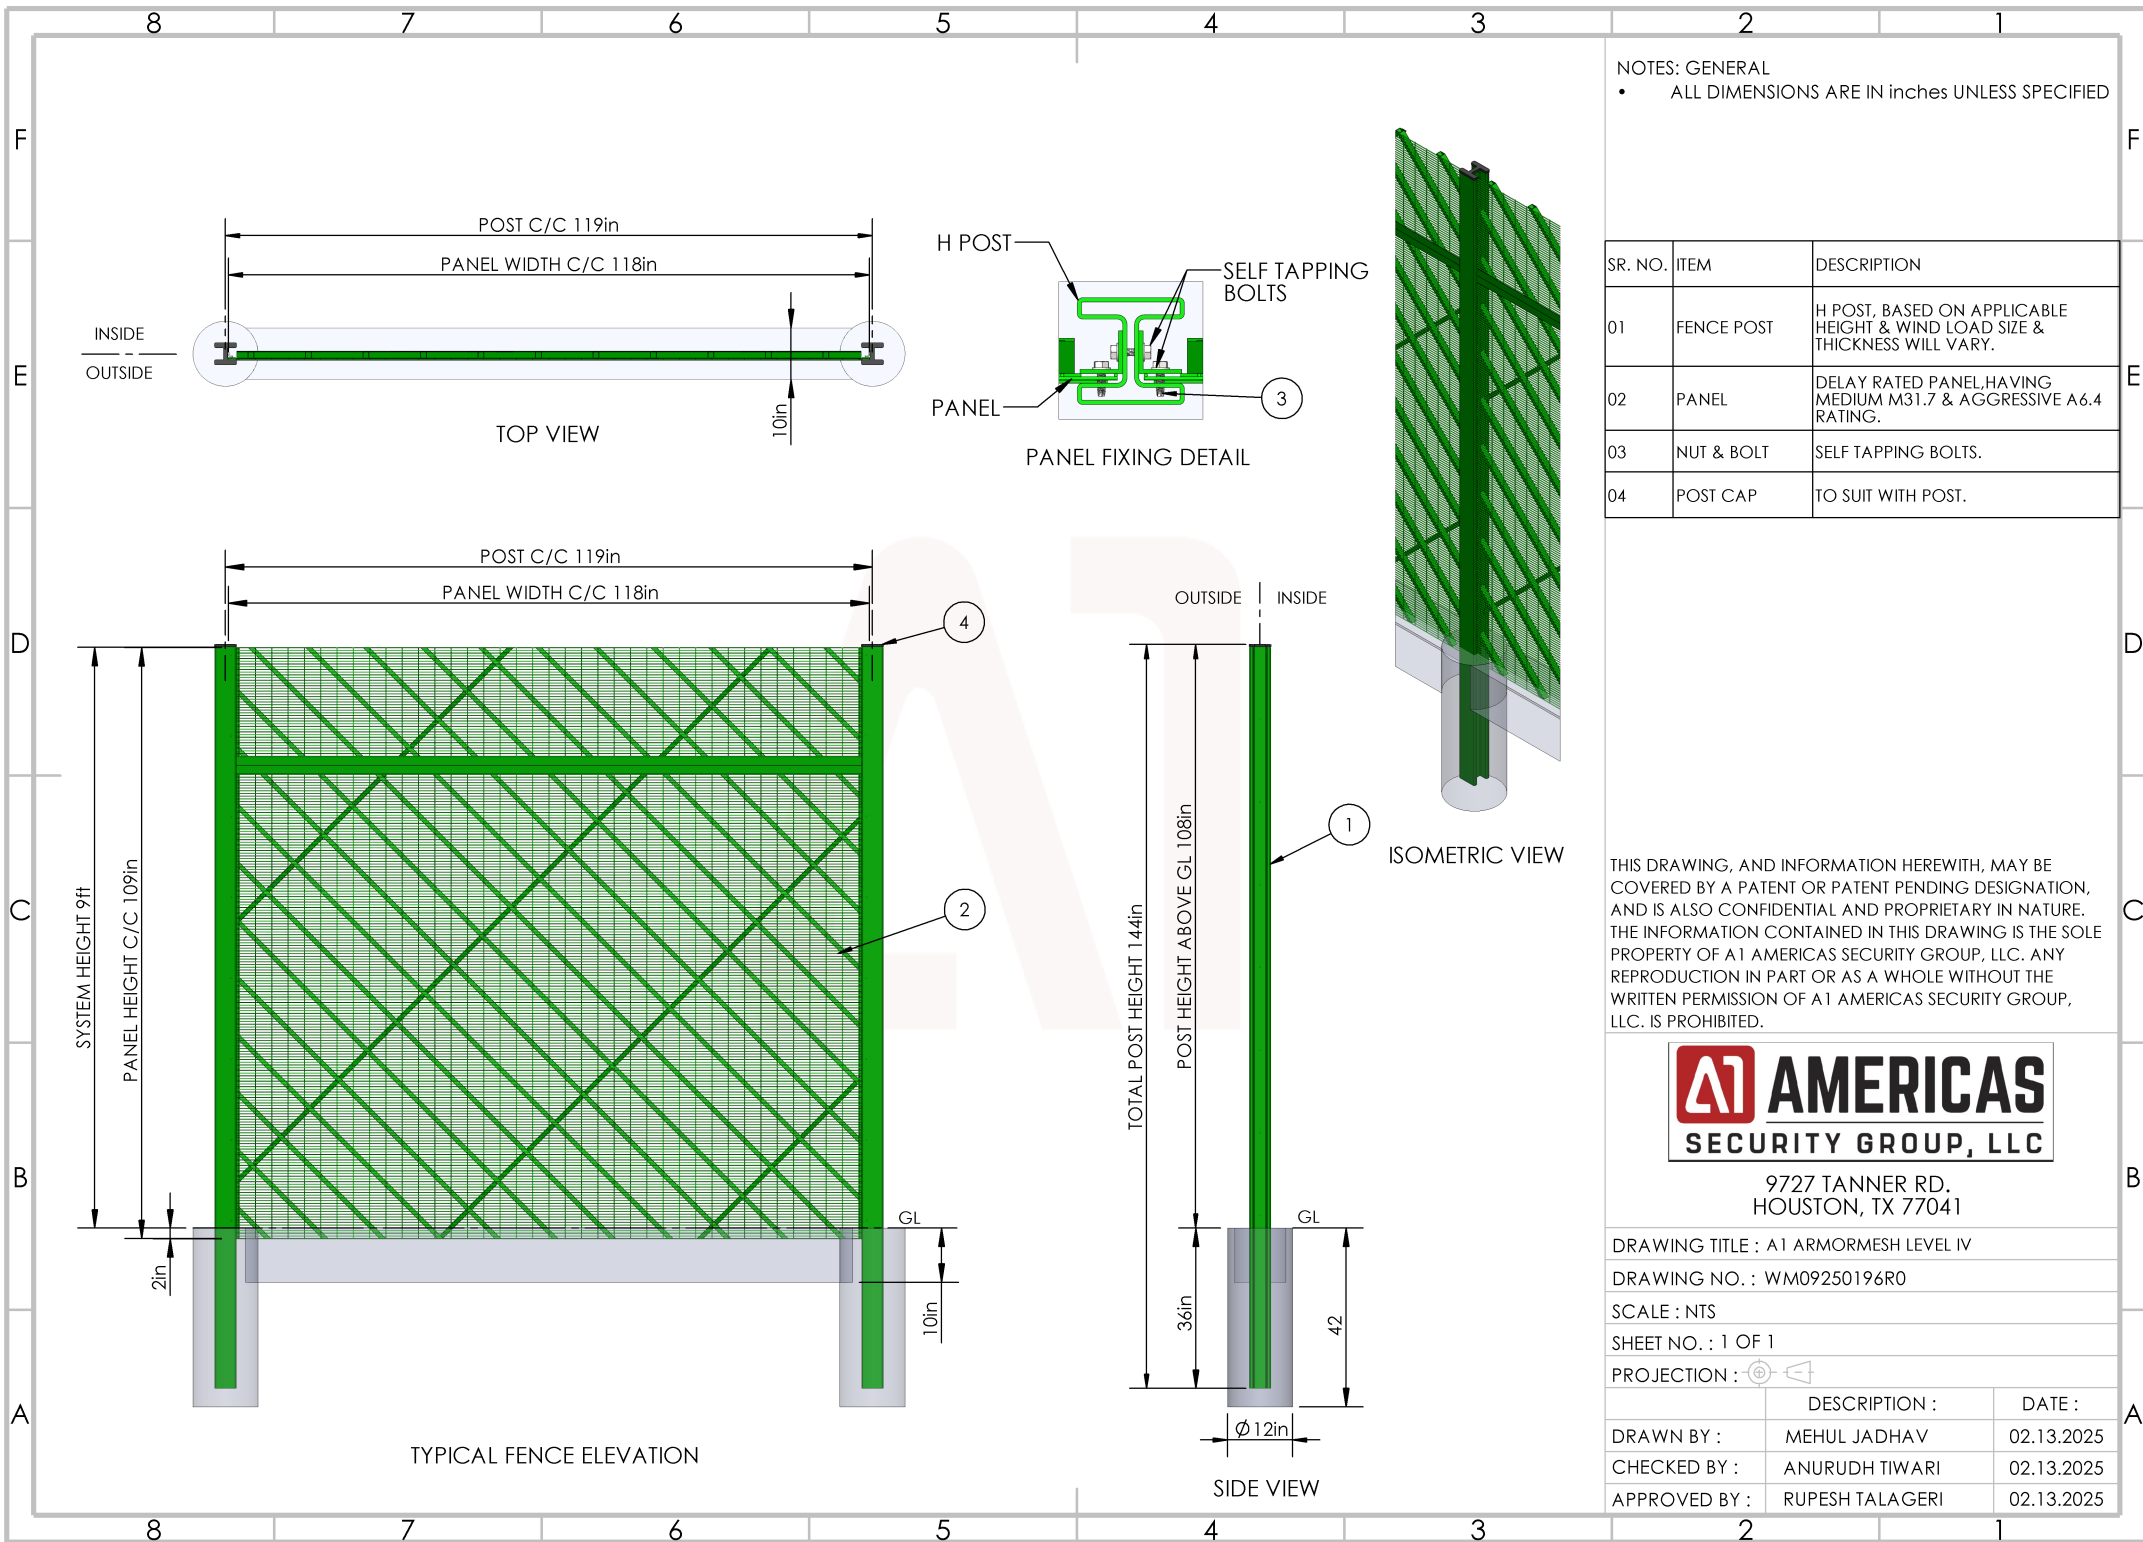 8 7 6 5 4 3 2 1
F
E
D
C
B
A
NOTES: GENERAL
• ALL DIMENSIONS ARE IN inches UNLESS SPECIFIED
POST C/C 119in
PANEL WIDTH C/C 118in
INSIDE
OUTSIDE
10in
TOP VIEW
H POST
SELF TAPPING
BOLTS
PANEL
3
PANEL FIXING DETAIL
SR. NO. ITEM DESCRIPTION
01 FENCE POST H POST, BASED ON APPLICABLE
HEIGHT & WIND LOAD SIZE &
THICKNESS WILL VARY.
02 PANEL DELAY RATED PANEL,HAVING
MEDIUM M31.7 & AGGRESSIVE A6.4
RATING.
03 NUT & BOLT SELF TAPPING BOLTS.
04 POST CAP TO SUIT WITH POST.
POST C/C 119in
PANEL WIDTH C/C 118in
4
2
SYSTEM HEIGHT 9ft
PANEL HEIGHT C/C 109in
2in
GL
10in
TYPICAL FENCE ELEVATION
A1
OUTSIDE INSIDE
TOTAL POST HEIGHT 144in
POST HEIGHT ABOVE GL 108in
1
GL
36in
42
Ø12in
SIDE VIEW
ISOMETRIC VIEW
THIS DRAWING, AND INFORMATION HEREWITH, MAY BE
COVERED BY A PATENT OR PATENT PENDING DESIGNATION,
AND IS ALSO CONFIDENTIAL AND PROPRIETARY IN NATURE.
THE INFORMATION CONTAINED IN THIS DRAWING IS THE SOLE
PROPERTY OF A1 AMERICAS SECURITY GROUP, LLC. ANY
REPRODUCTION IN PART OR AS A WHOLE WITHOUT THE
WRITTEN PERMISSION OF A1 AMERICAS SECURITY GROUP,
LLC. IS PROHIBITED.
A1 AMERICAS
SECURITY GROUP, LLC
9727 TANNER RD.
HOUSTON, TX 77041
DRAWING TITLE : A1 ARMORMESH LEVEL IV
DRAWING NO. : WM09250196R0
SCALE : NTS
SHEET NO. : 1 OF 1
PROJECTION :
DESCRIPTION : DATE :
DRAWN BY : MEHUL JADHAV 02.13.2025
CHECKED BY : ANURUDH TIWARI 02.13.2025
APPROVED BY : RUPESH TALAGERI 02.13.2025
F
E
D
C
B
A
8 7 6 5 4 3 2 1